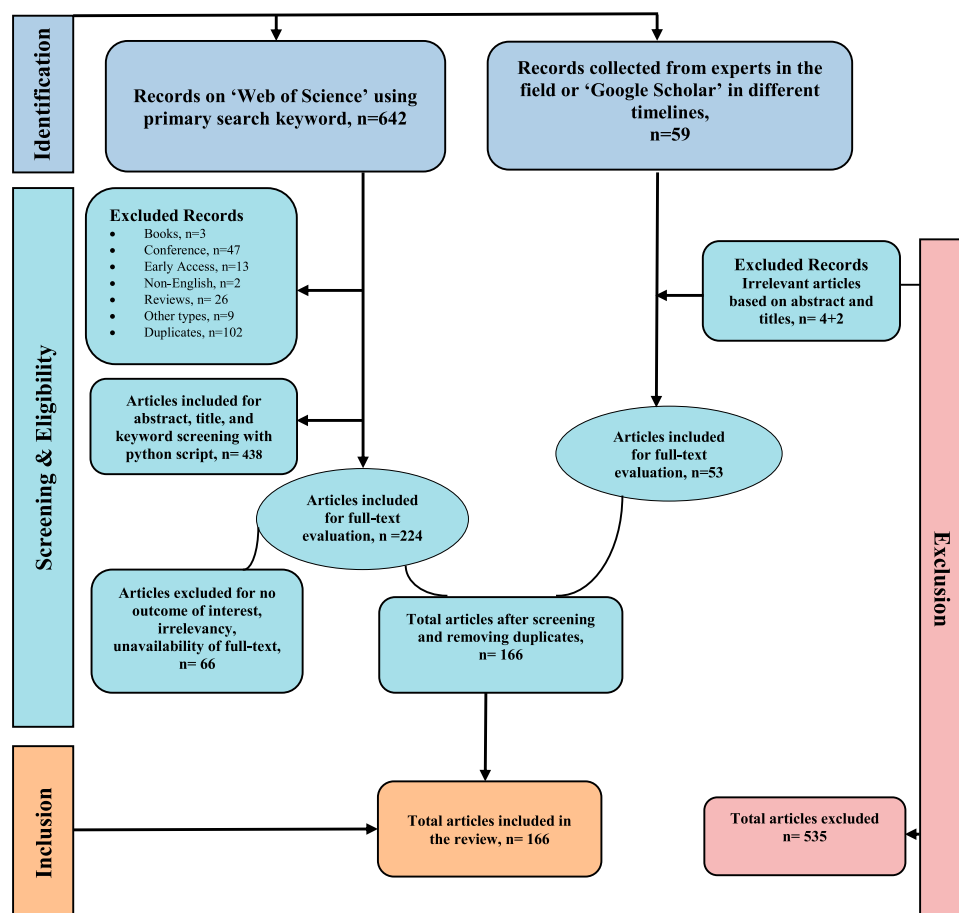 Identification
Records on ‘Web of Science’ using
primary search keyword, n=642
Records collected from experts in the
field or ‘Google Scholar’ in different
timelines,
n=59
Screening & Eligibility
Excluded Records
• Books, n=3
• Conference, n=47
• Early Access, n=13
• Non-English, n=2
• Reviews, n= 26
• Other types, n=9
• Duplicates, n=102
Excluded Records
Irrelevant articles
based on abstract and
titles, n= 4+2
Articles included for
abstract, title, and
keyword screening with
python script, n= 438
Articles included
for full-text
evaluation, n=53
Articles included
for full-text
evaluation, n =224
Articles excluded for no
outcome of interest,
irrelevancy,
unavailability of full-text,
n= 66
Total articles after screening
and removing duplicates,
n= 166
Exclusion
Inclusion
Total articles included in
the review, n= 166
Total articles excluded
n= 535